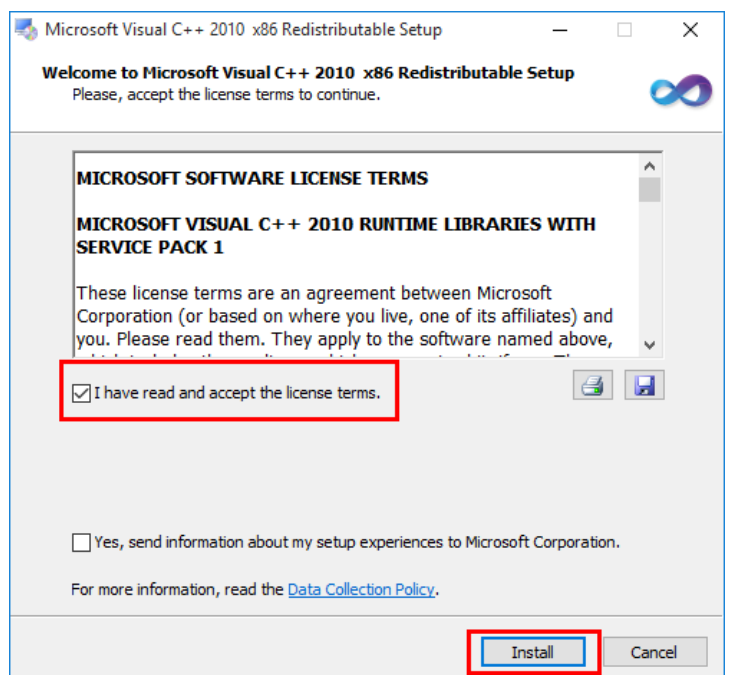 Microsoft Visual C++ 2010 x86 Redistributable Setup
Welcome to Microsoft Visual C++ 2010 x86 Redistributable Setup
Please, accept the license terms to continue.
MICROSOFT SOFTWARE LICENSE TERMS
MICROSOFT VISUAL C++ 2010 RUNTIME LIBRARIES WITH
SERVICE PACK 1
These license terms are an agreement between Microsoft
Corporation (or based on where you live, one of its affiliates) and
you. Please read them. They apply to the software named above,
I have read and accept the license terms.
Yes, send information about my setup experiences to Microsoft Corporation.
For more information, read the Data Collection Policy.
Install
Cancel